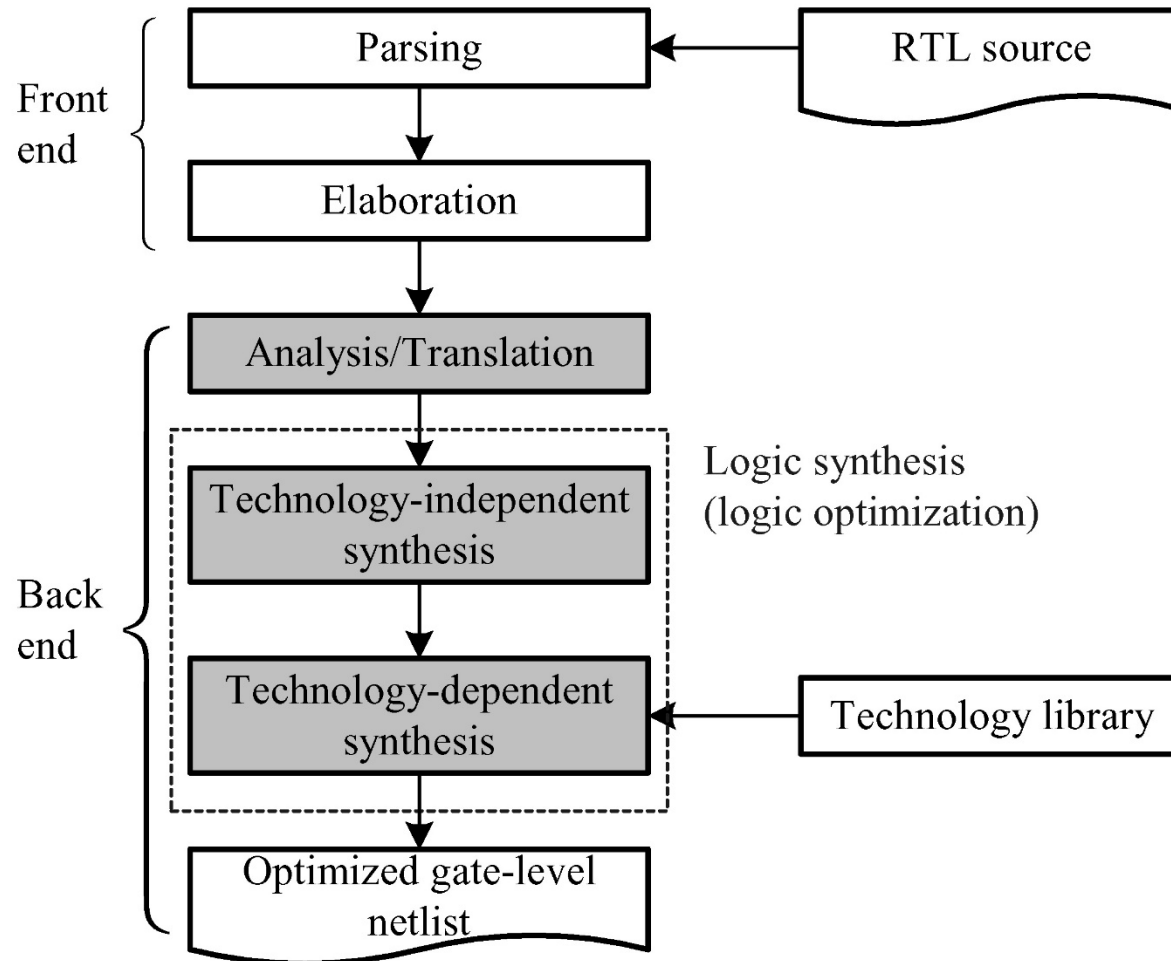 Parsing
RTL source
Front
end
Elaboration
Analysis/Translation
Logic synthesis
(logic optimization)
Technology-independent
synthesis
Back
end
Technology-dependent
synthesis
Technology library
Optimized gate-level
netlist